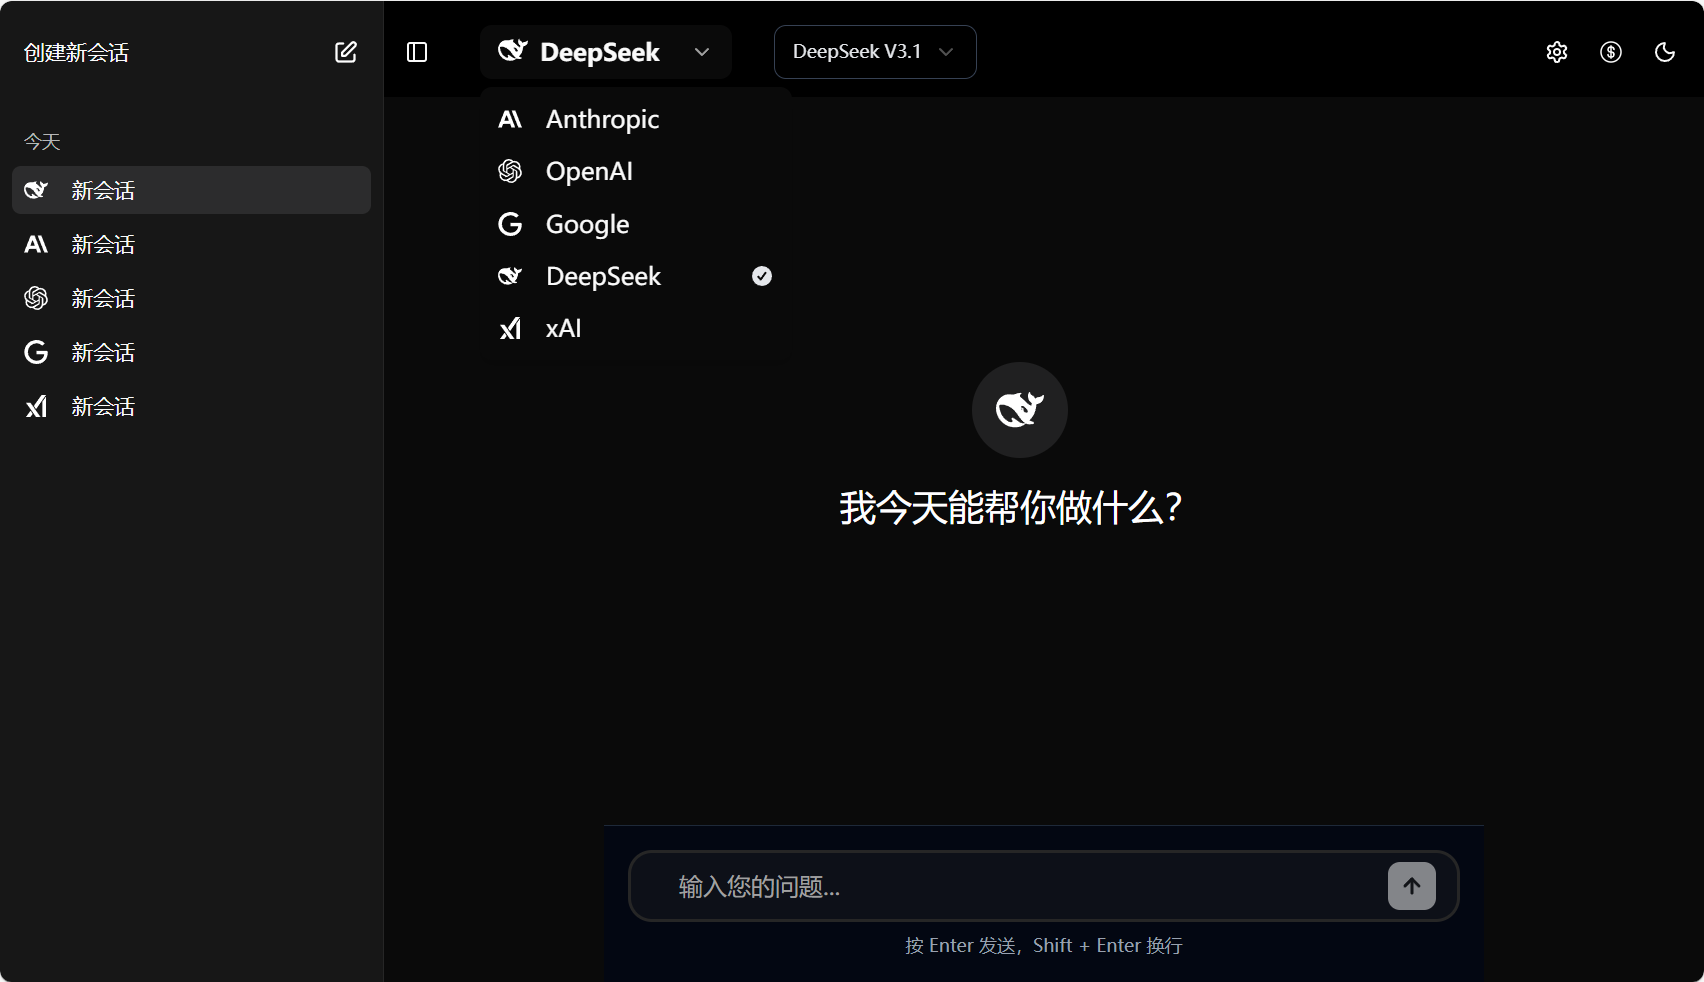 创建新会话
今天
新会话
新会话
新会话
新会话
新会话
DeepSeek
DeepSeek V3.1
Anthropic
OpenAI
Google
DeepSeek
xAI
我今天能帮你做什么?
输入您的问题...
按 Enter 发送，Shift + Enter 换行